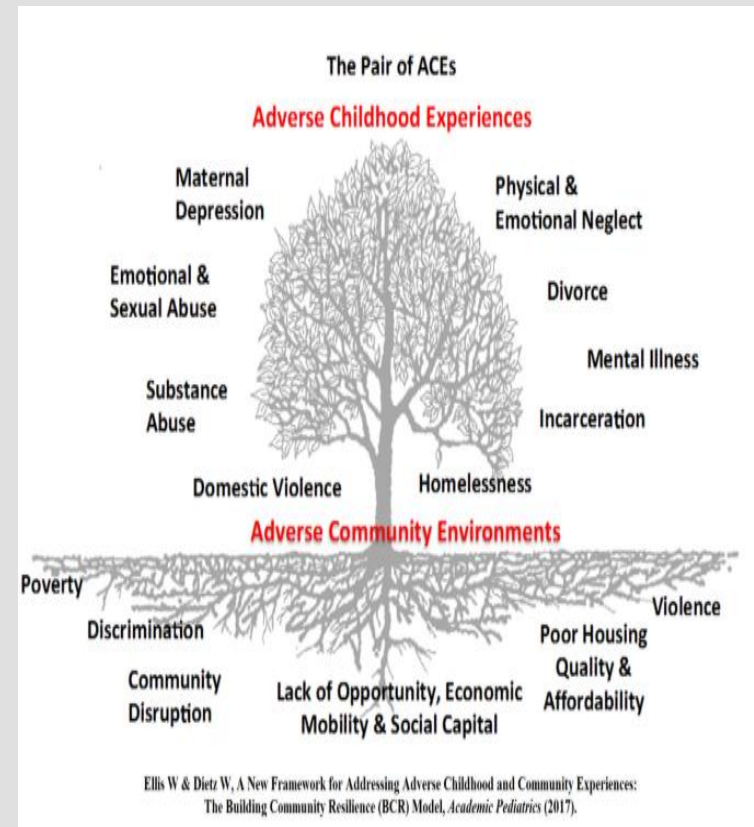 The Pair of ACEs
Adverse Childhood Experiences
Maternal
Depression
Physical &
Emotional Neglect
Emotional &
Sexual Abuse
Divorce
Mental Illness
Substance
Abuse
Incarceration
Domestic Violence
Homelessness
Adverse Community Environments
Poverty
Violence
Discrimination
Poor Housing
Quality &
Affordability
Community
Disruption
Lack of Opportunity, Economic
Mobility & Social Capital
Ellis W & Dietz W, A New Framework for Addressing Adverse Childhood and Community Experiences:
The Building Community Resilience (BCR) Model, Academic Pediatrics (2017).